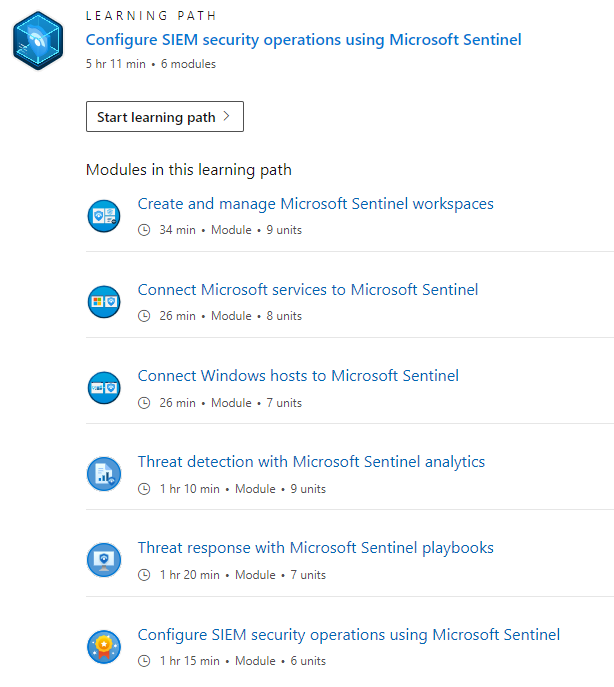 LEARNING PATH
Configure SIEM security operations using Microsoft Sentinel
5 hr 11 min • 6 modules
Start learning path
Modules in this learning path
Create and manage Microsoft Sentinel workspaces
34 min • Module • 9 units
Connect Microsoft services to Microsoft Sentinel
26 min • Module • 8 units
Connect Windows hosts to Microsoft Sentinel
26 min • Module • 7 units
Threat detection with Microsoft Sentinel analytics
1 hr 10 min • Module • 9 units
Threat response with Microsoft Sentinel playbooks
1 hr 20 min • Module • 7 units
Configure SIEM security operations using Microsoft Sentinel
1 hr 15 min • Module • 6 units